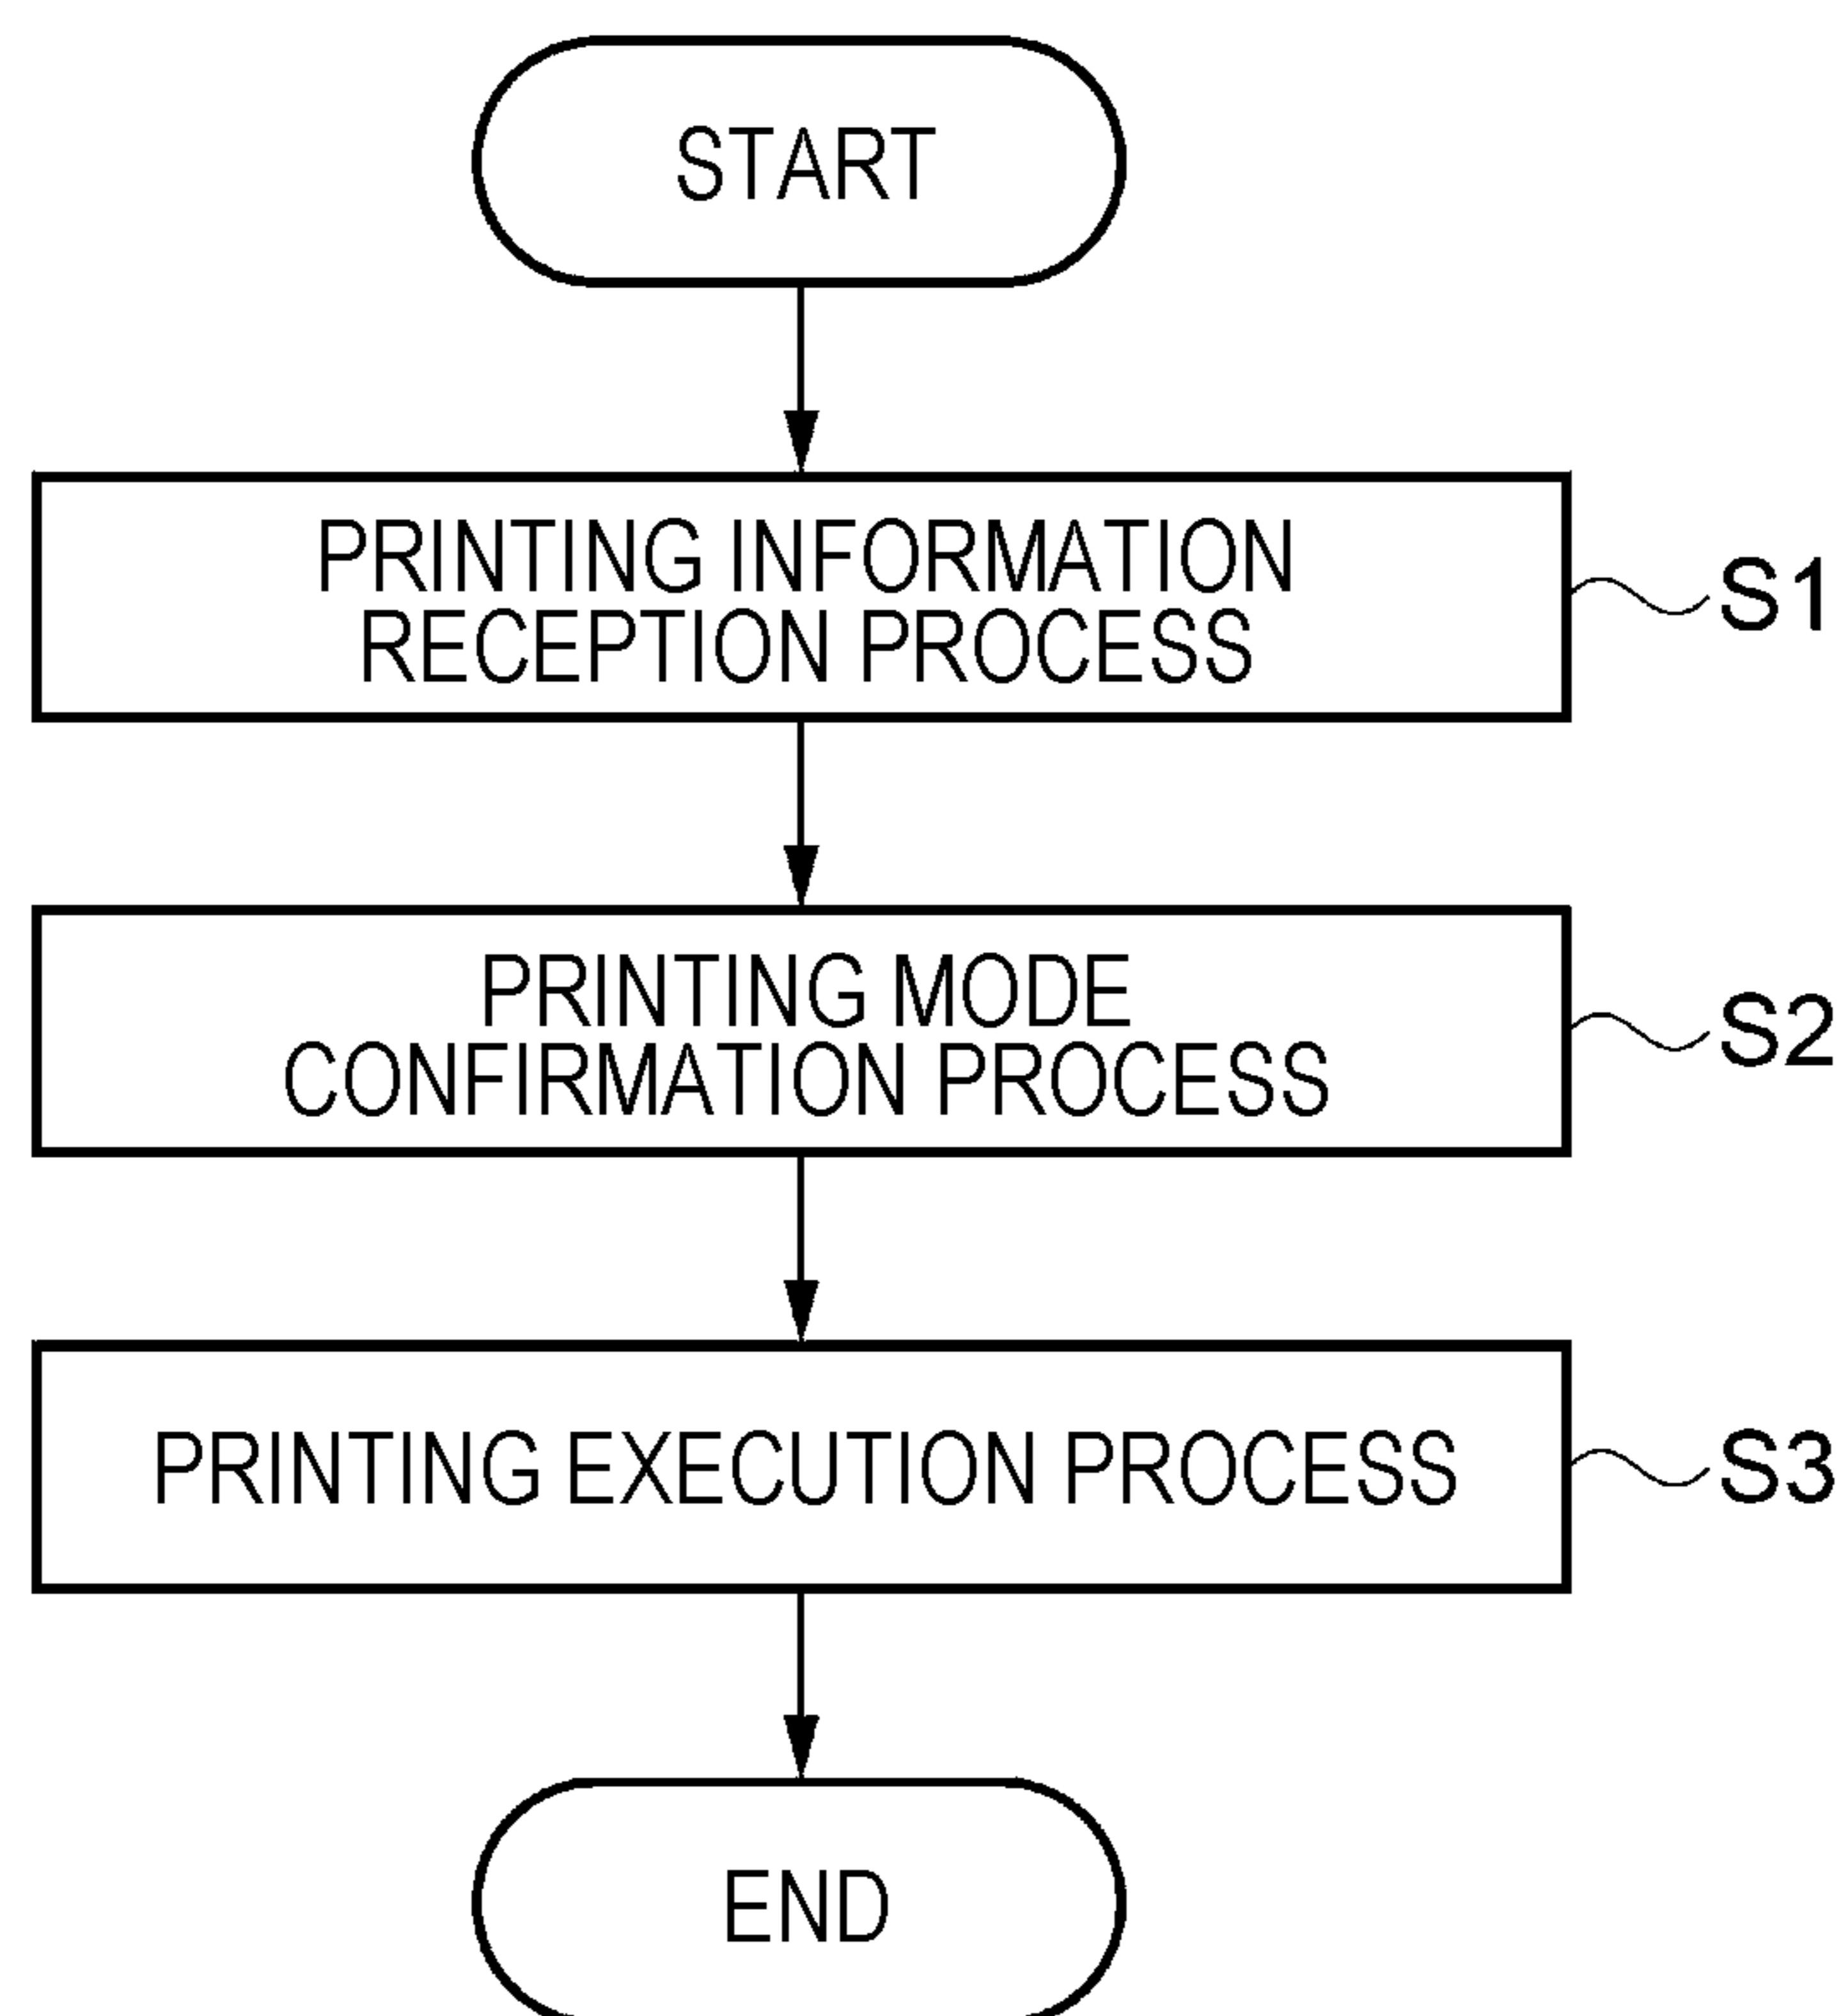 START
PRINTING INFORMATION
RECEPTION PROCESS
S1
PRINTING MODE
CONFIRMATION PROCESS
S2
PRINTING EXECUTION PROCESS
S3
END